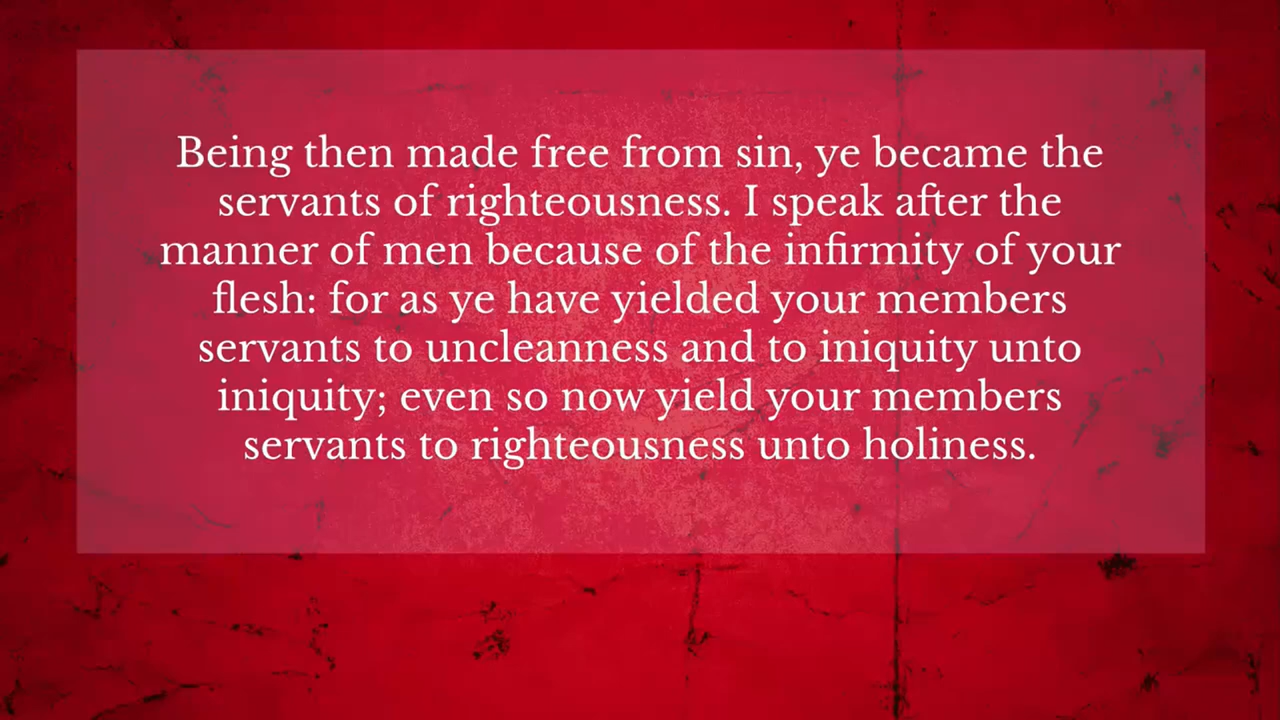 Being then made free from sin, ye became the
servants of righteousness. I speak after the
manner of men because of the infirmity of your
flesh: for as ye have yielded your members
servants to uncleanness and to iniquity unto
iniquity; even so now yield your members
servants to righteousness unto holiness.